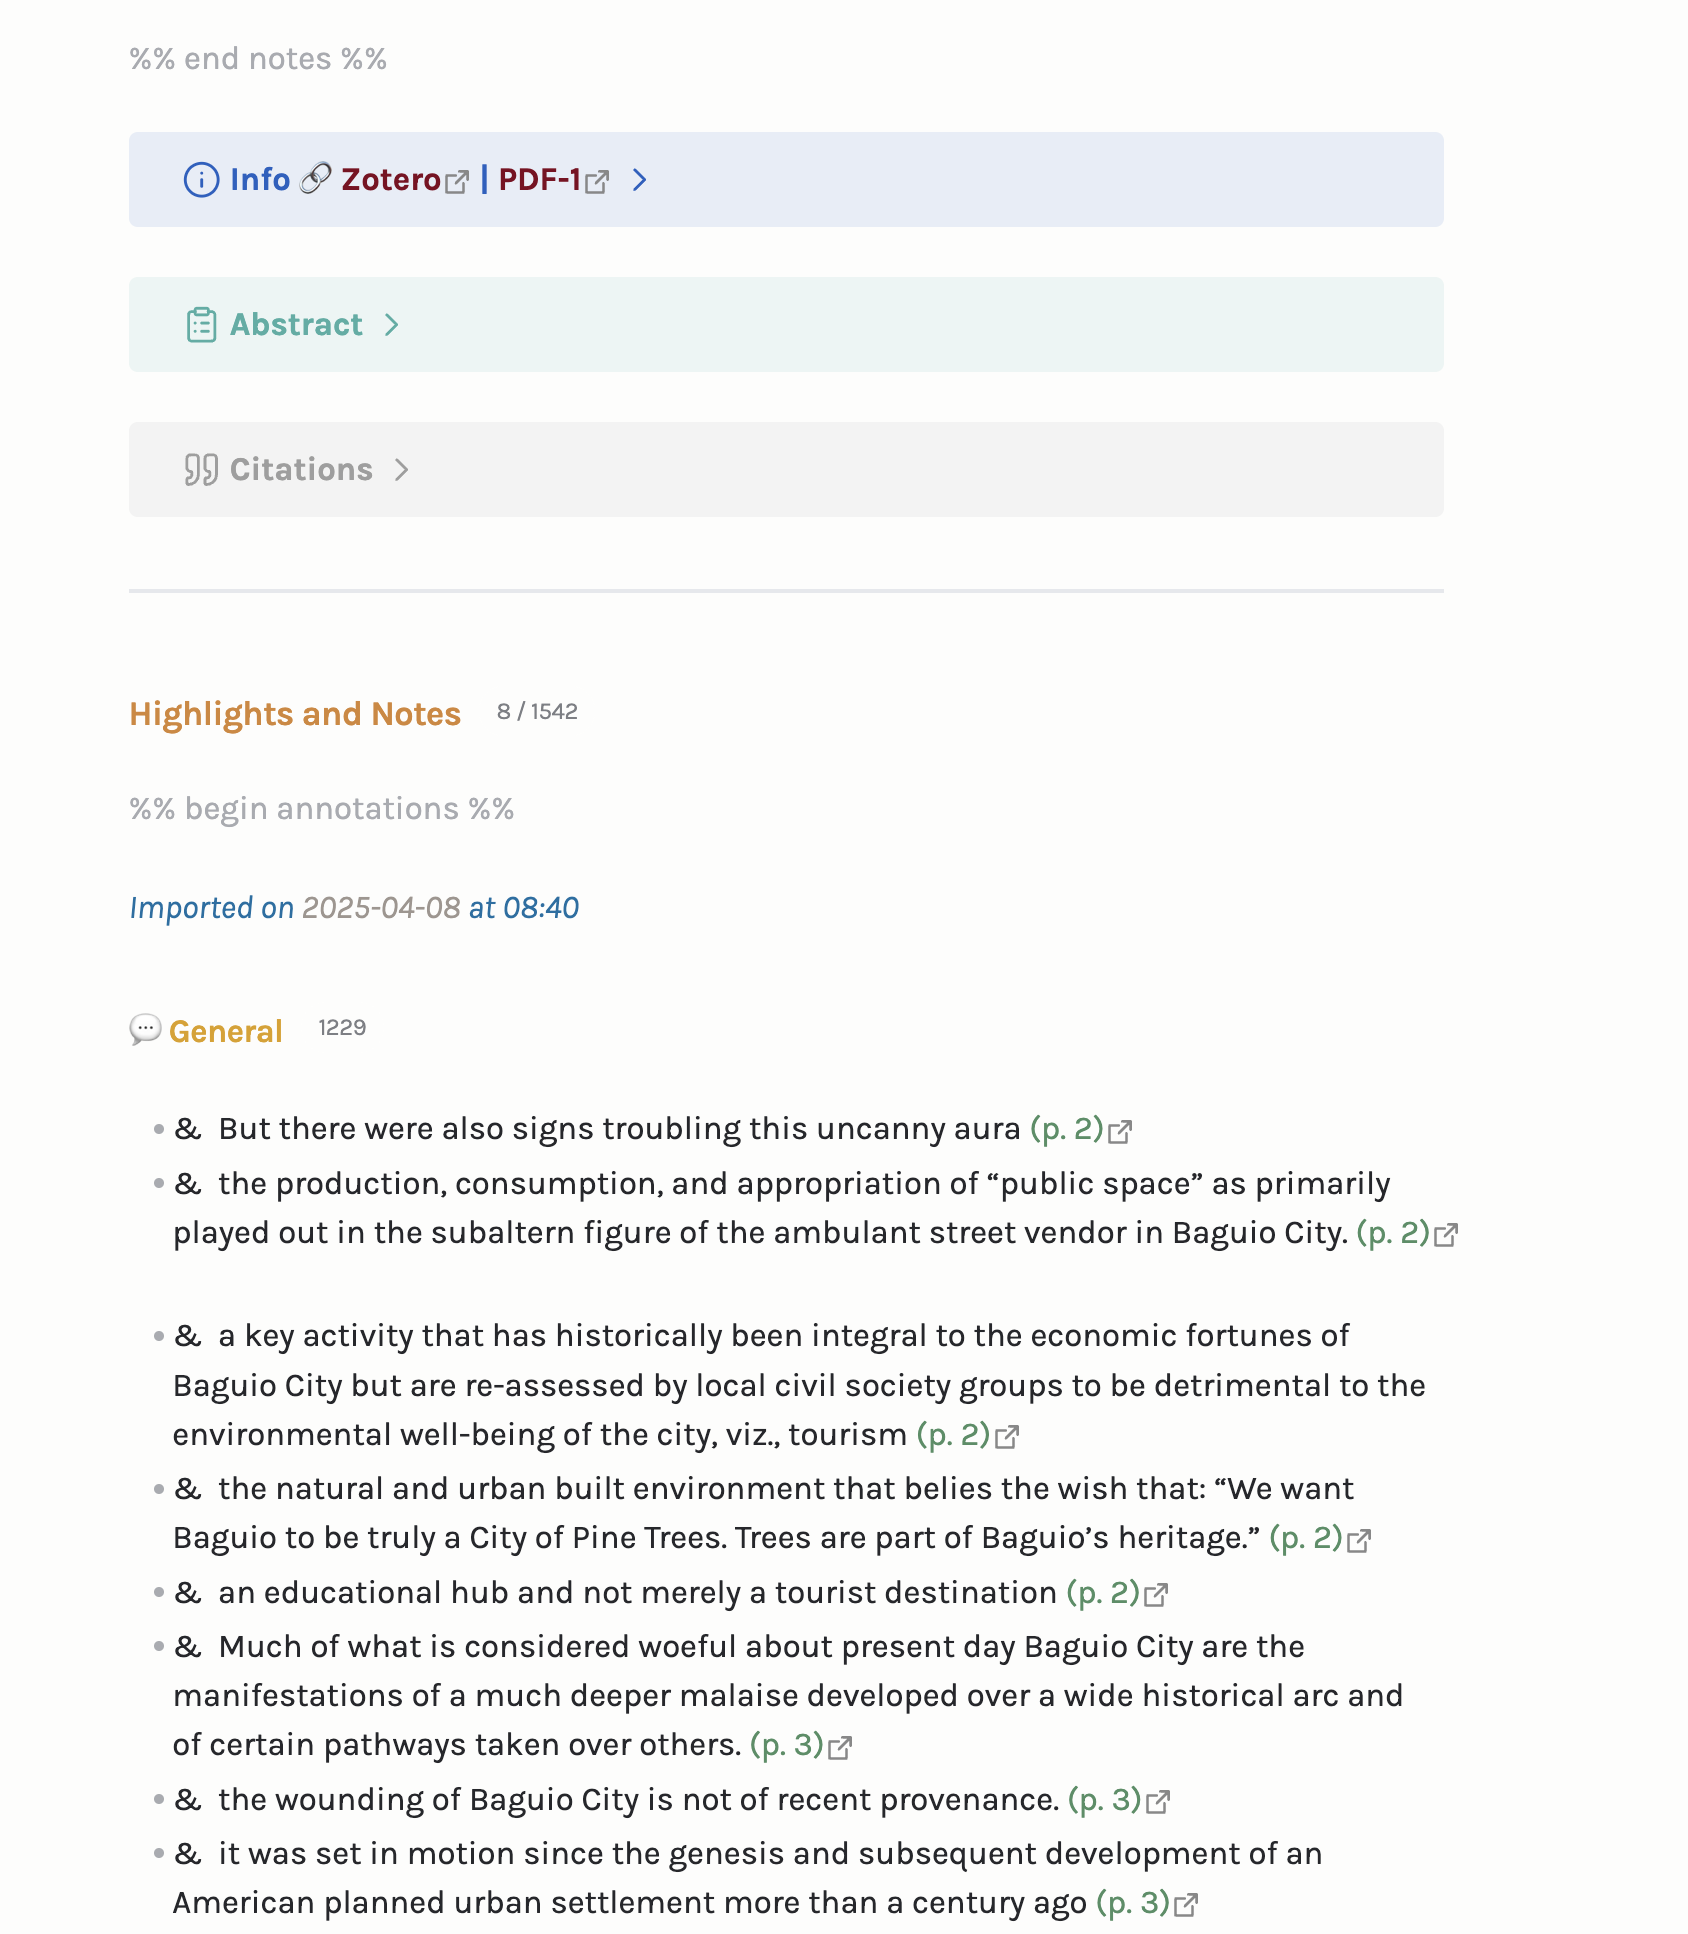 %% end notes %%
Info 🔗 Zotero | PDF-1
Abstract
Citations
Highlights and Notes 8 / 1542
%% begin annotations %%
Imported on 2025-04-08 at 08:40
💬 General 1229
• & But there were also signs troubling this uncanny aura (p. 2)
• & the production, consumption, and appropriation of “public space” as primarily
played out in the subaltern figure of the ambulant street vendor in Baguio City. (p. 2)
• & a key activity that has historically been integral to the economic fortunes of
Baguio City but are re-assessed by local civil society groups to be detrimental to the
environmental well-being of the city, viz., tourism (p. 2)
• & the natural and urban built environment that belies the wish that: “We want
Baguio to be truly a City of Pine Trees. Trees are part of Baguio’s heritage.” (p. 2)
• & an educational hub and not merely a tourist destination (p. 2)
• & Much of what is considered woeful about present day Baguio City are the
manifestations of a much deeper malaise developed over a wide historical arc and
of certain pathways taken over others. (p. 3)
• & the wounding of Baguio City is not of recent provenance. (p. 3)
• & it was set in motion since the genesis and subsequent development of an
American planned urban settlement more than a century ago (p. 3)